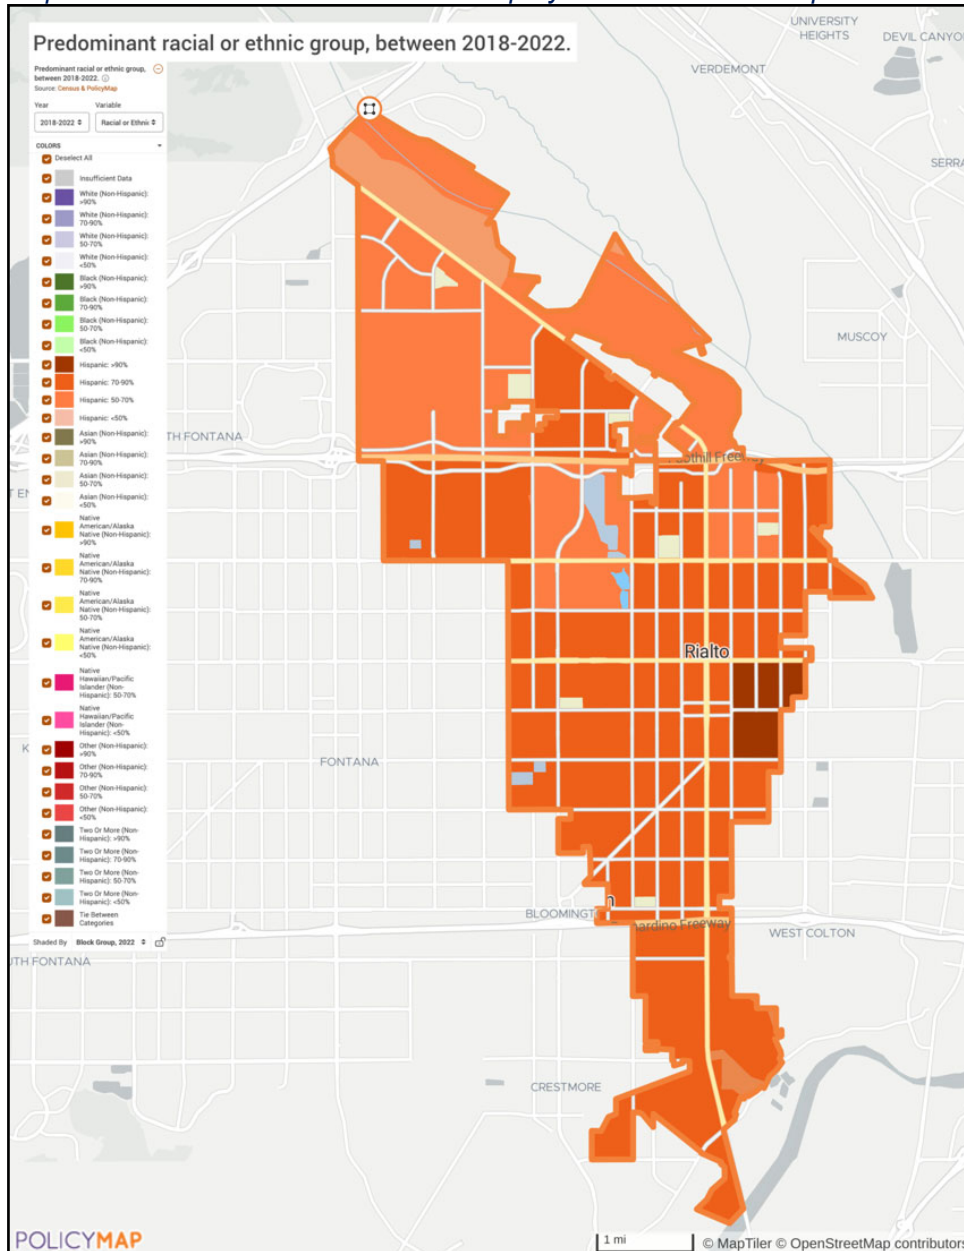 Predominant racial or ethnic group, between 2018-2022.
Predominant racial or ethnic group,
between 2018-2022.
Source: Census & PolicyMap
Year
Variable
2018-2022
Racial or Ethnic
COLORS
Deselect All
Insufficient Data
White (Non-Hispanic):
>90%
White (Non-Hispanic):
70-90%
White (Non-Hispanic):
50-70%
White (Non-Hispanic):
<50%
Black (Non-Hispanic):
>90%
Black (Non-Hispanic):
70-90%
Black (Non-Hispanic):
50-70%
Black (Non-Hispanic):
<50%
Hispanic: >90%
Hispanic: 70-90%
Hispanic: 50-70%
Hispanic: <50%
Asian (Non-Hispanic):
>90%
Asian (Non-Hispanic):
70-90%
Asian (Non-Hispanic):
50-70%
Asian (Non-Hispanic):
<50%
Native
American/Alaska
Native (Non-Hispanic):
>90%
Native
American/Alaska
Native (Non-Hispanic):
70-90%
Native
American/Alaska
Native (Non-Hispanic):
50-70%
Native
American/Alaska
Native (Non-Hispanic):
<50%
Native
Hawaiian/Pacific
Islander (Non-
Hispanic): 50-70%
Native
Hawaiian/Pacific
Islander (Non-
Hispanic): <50%
Other (Non-Hispanic):
>90%
Other (Non-Hispanic):
70-90%
Other (Non-Hispanic):
50-70%
Other (Non-Hispanic):
<50%
Two Or More (Non-
Hispanic): >90%
Two Or More (Non-
Hispanic): 70-90%
Two Or More (Non-
Hispanic): 50-70%
Two Or More (Non-
Hispanic): <50%
Tie Between
Categories
Shaded By Block Group, 2022
UNIVERSITY
HEIGHTS
DEVIL CANYO
VERDEMONT
SERRA
MUSCOY
TH FONTANA
T EN
Foothill Freeway
Rialto
FONTANA
K
BLOOMINGT
n
nardino Freeway
WEST COLTON
UTH FONTANA
CRESTMORE
POLICYMAP
1 mi
© MapTiler © OpenStreetMap contributors